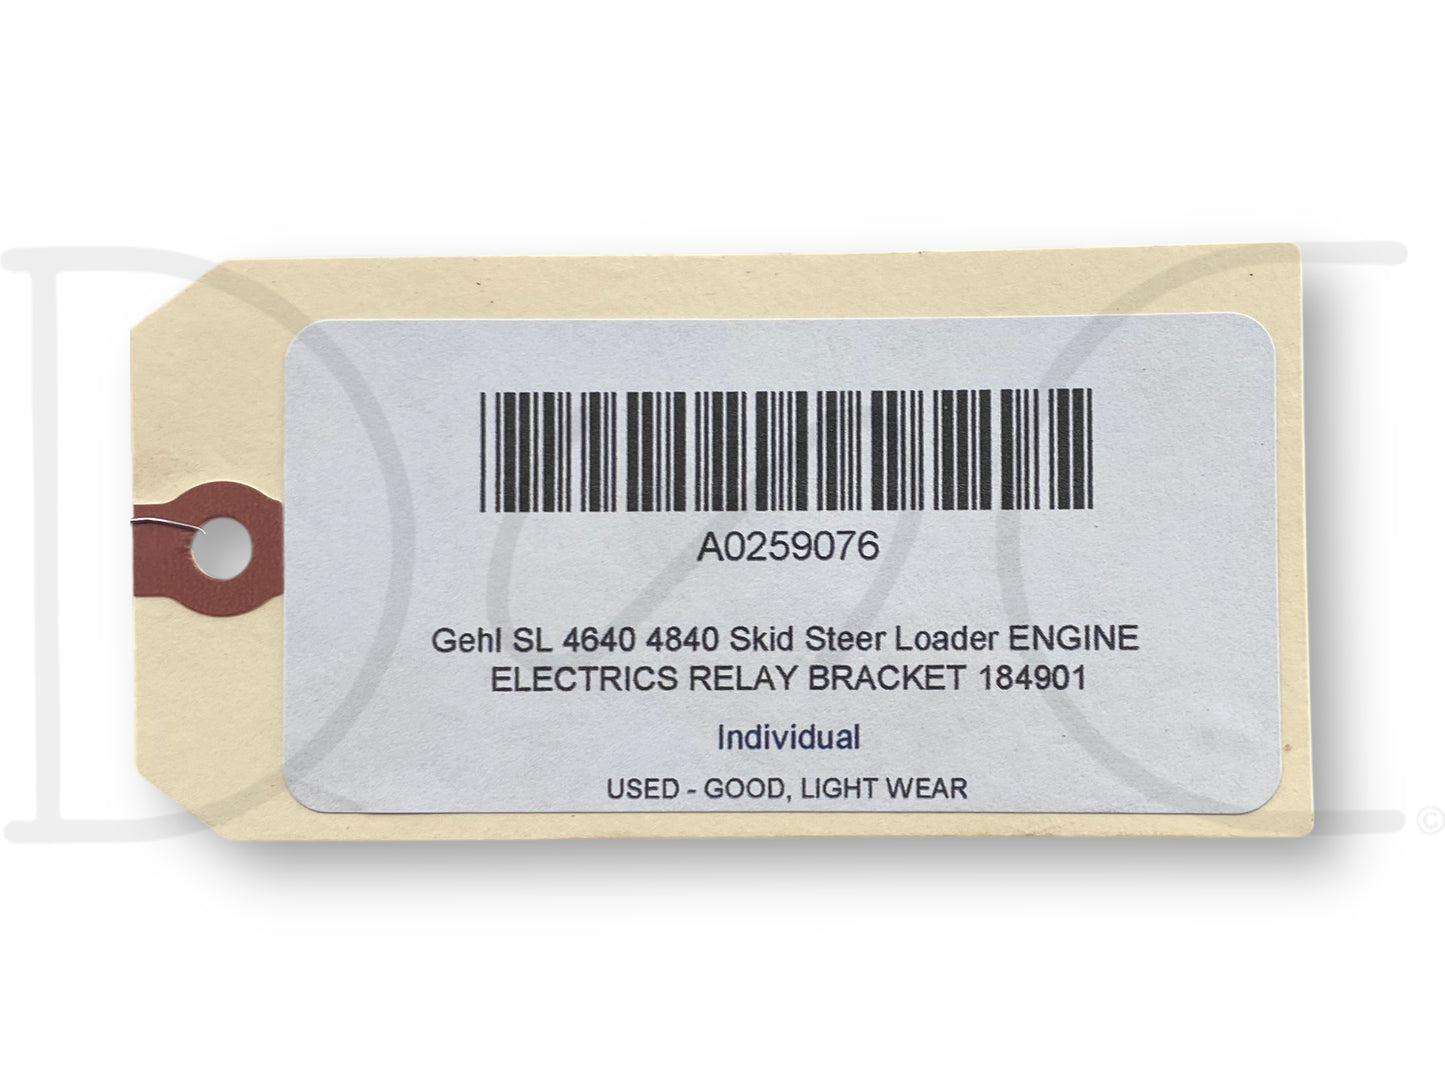 A0259076
Gehl SL 4640 4840 Skid Steer Loader ENGINE
ELECTRICS RELAY BRACKET 184901
Individual
USED - GOOD, LIGHT WEAR
©